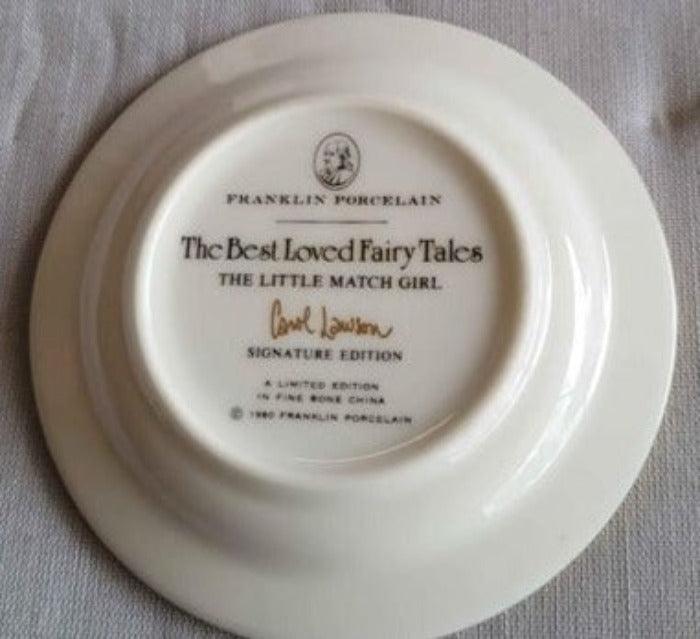 FRANKLIN PORCELAIN
The Best Loved Fairy Tales
THE LITTLE MATCH GIRL
Carol Lawson
SIGNATURE EDITION
A LIMITED EDITION
IN FINE BONE CHINA
© 1980 FRANKLIN PORCELAIN